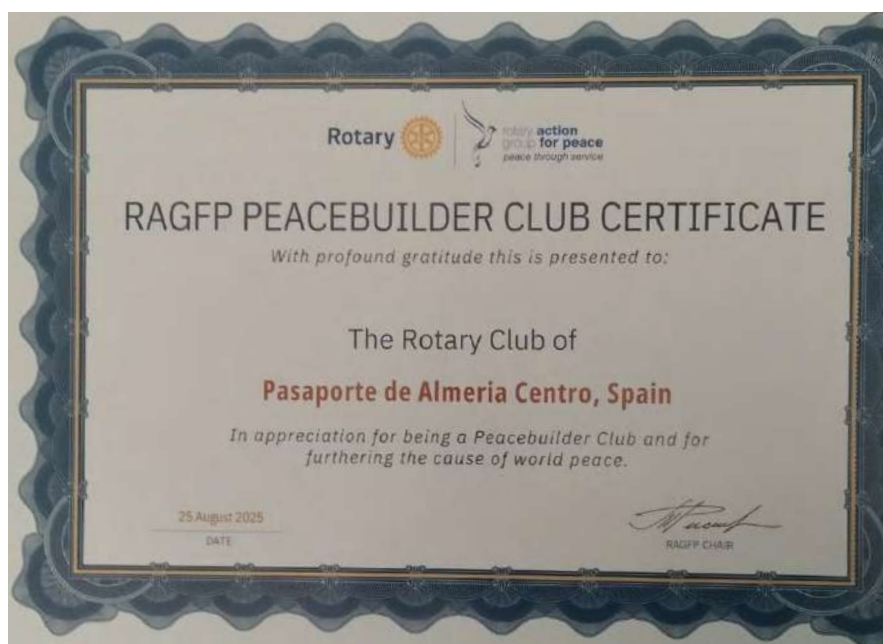 Rotary
rotary action
group for peace
peace through service
RAGFP PEACEBUILDER CLUB CERTIFICATE
With profound gratitude this is presented to:
The Rotary Club of
Pasaporte de Almeria Centro, Spain
In appreciation for being a Peacebuilder Club and for
furthering the cause of world peace.
25 August 2025
DATE
RAGFP CHAIR